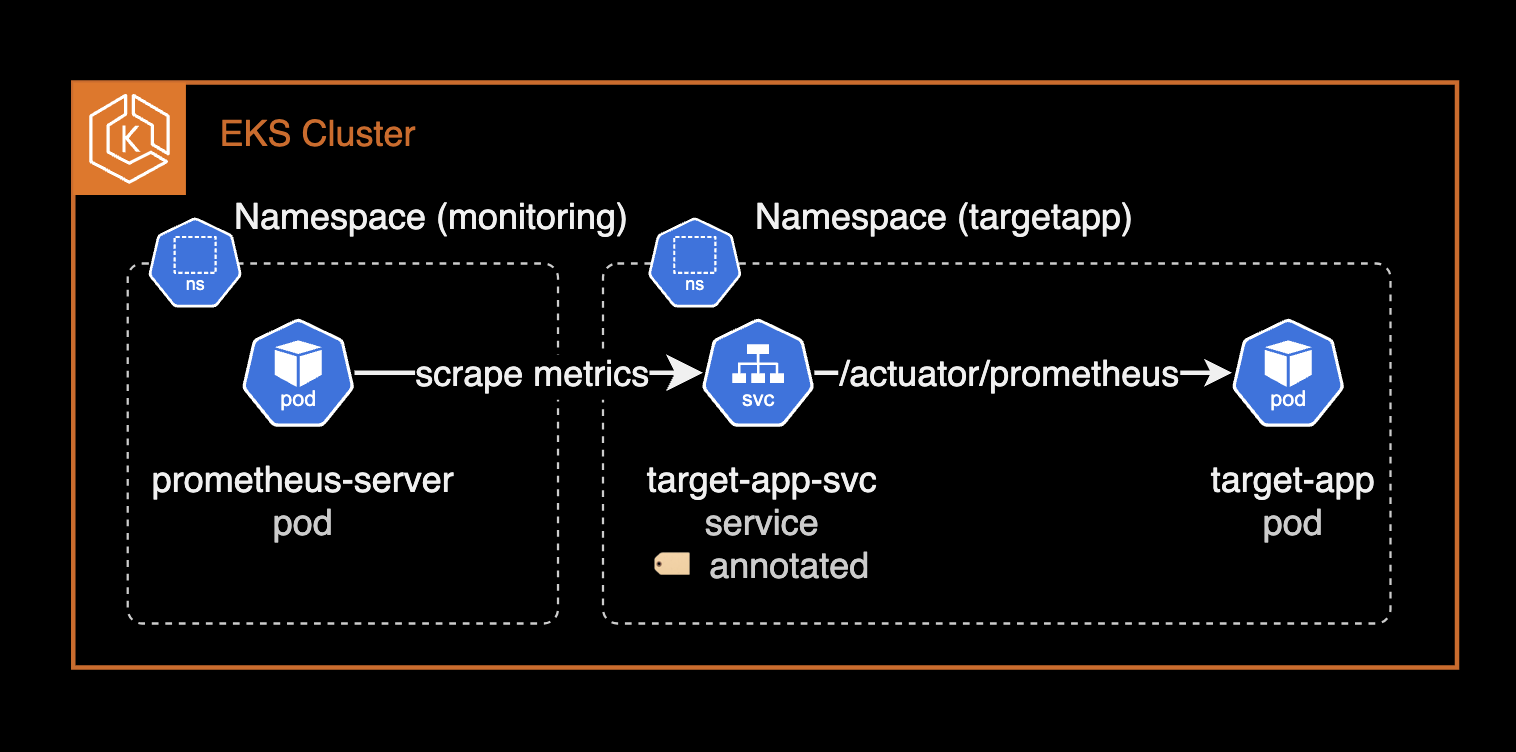 K
EKS Cluster
Namespace (monitoring)
Namespace (targetapp)
ns
ns
pod
scrape metrics
svc
/actuator/prometheus
pod
prometheus-server
pod
target-app-svc
service
annotated
target-app
pod